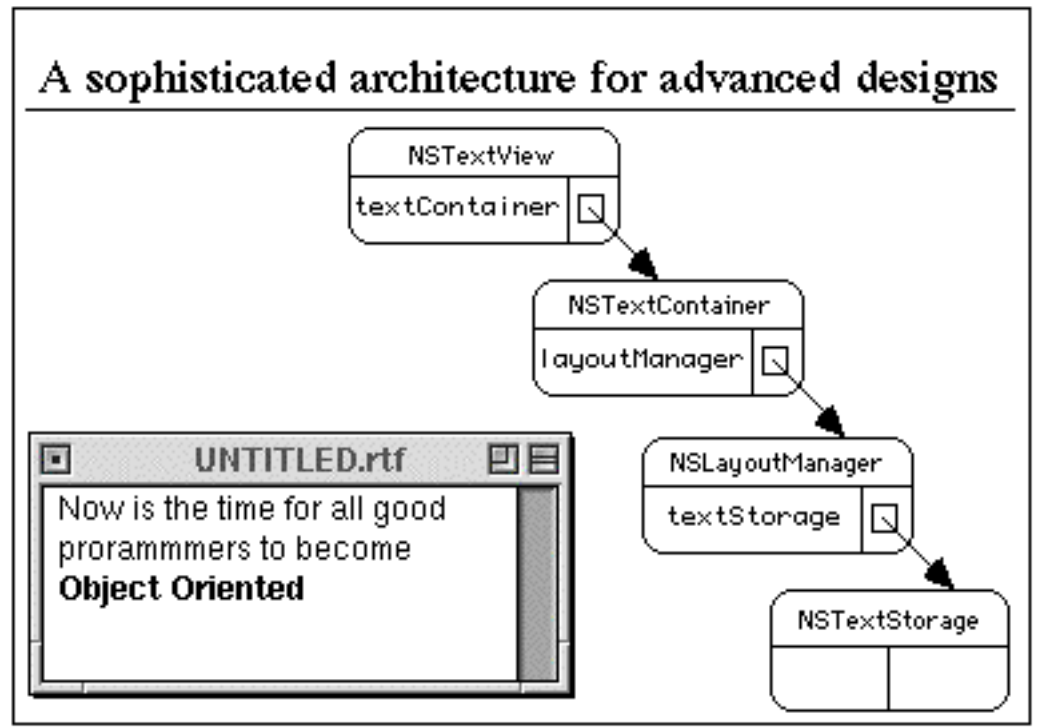 A sophisticated architecture for advanced designs
NSTextView
textContainer
NSTextContainer
layoutManager
NSLayoutManager
textStorage
NSTextStorage
UNTITLED.rtf
Now is the time for all good
prorammmers to become
Object Oriented